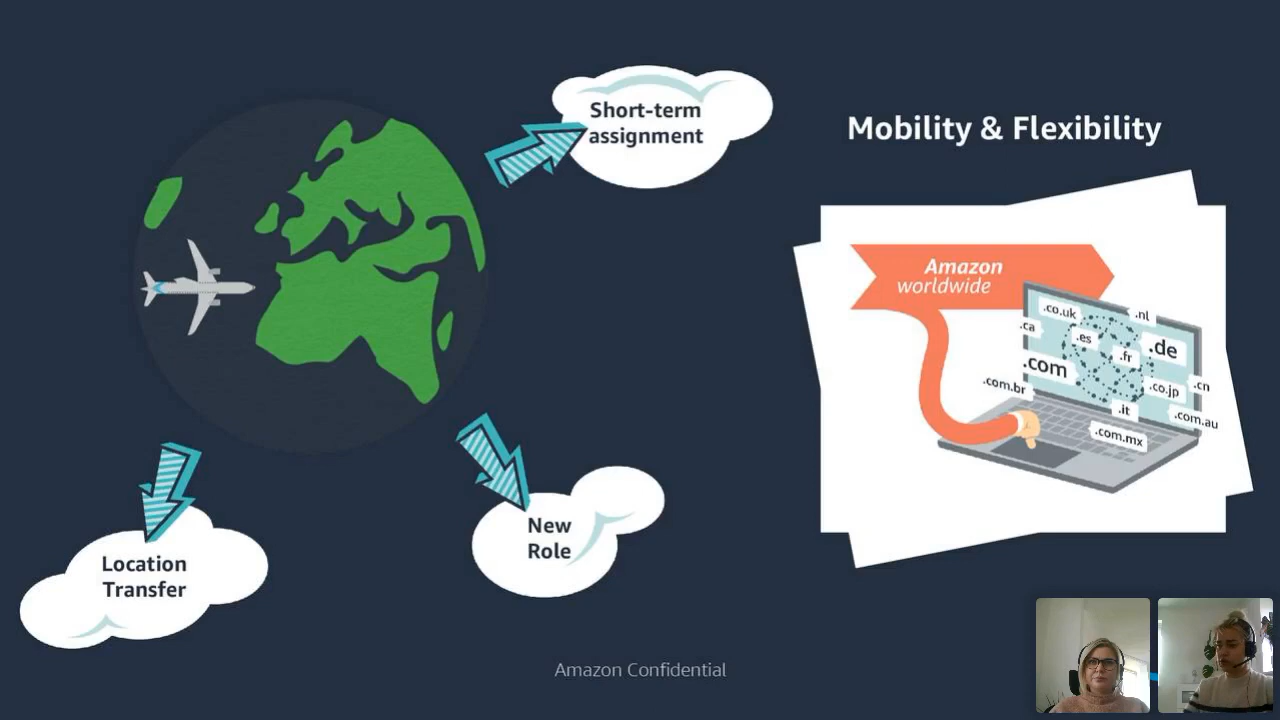 Short-term
assignment
Mobility & Flexibility
Amazon
worldwide
.co.uk
.nl
.ca
.es
.fr
.de
.com
.cn
.com.br
.co.jp
.it
.com.au
.com.mx
New
Role
Location
Transfer
Amazon Confidential